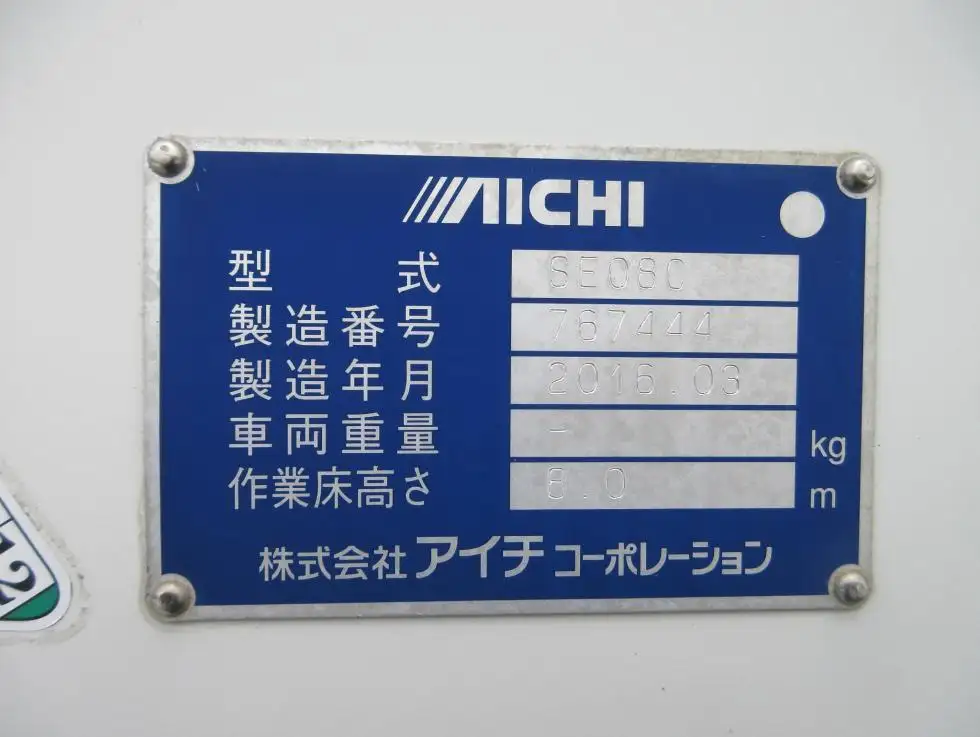 AICHI
型式 SE08C
製造番号 767444
製造年月 2016.03
車両重量 - kg
作業床高さ 8.0 m
株式会社アイチコーポレーション
12